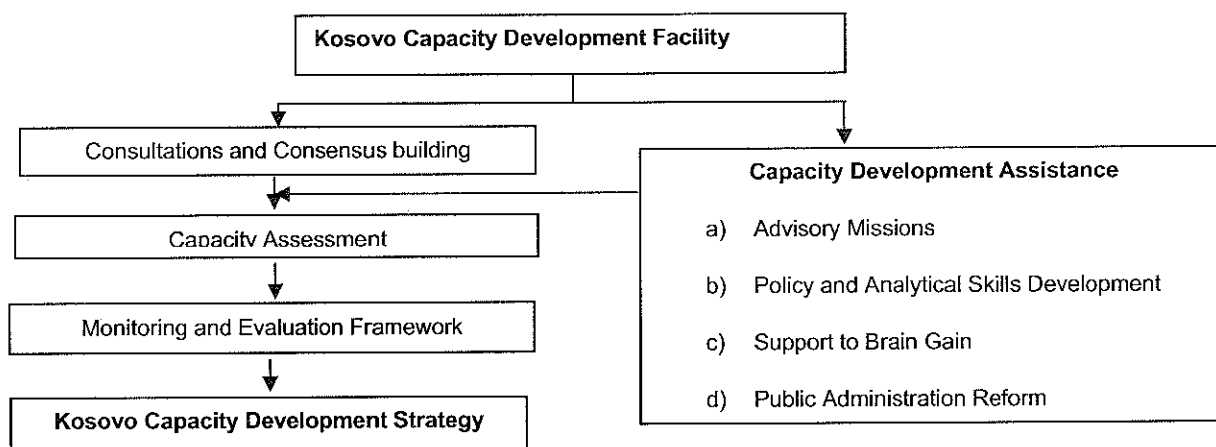 Kosovo Capacity Development Facility
Consultations and Consensus building
Capacity Assessment
Monitoring and Evaluation Framework
Kosovo Capacity Development Strategy
Capacity Development Assistance
a) Advisory Missions
b) Policy and Analytical Skills Development
c) Support to Brain Gain
d) Public Administration Reform